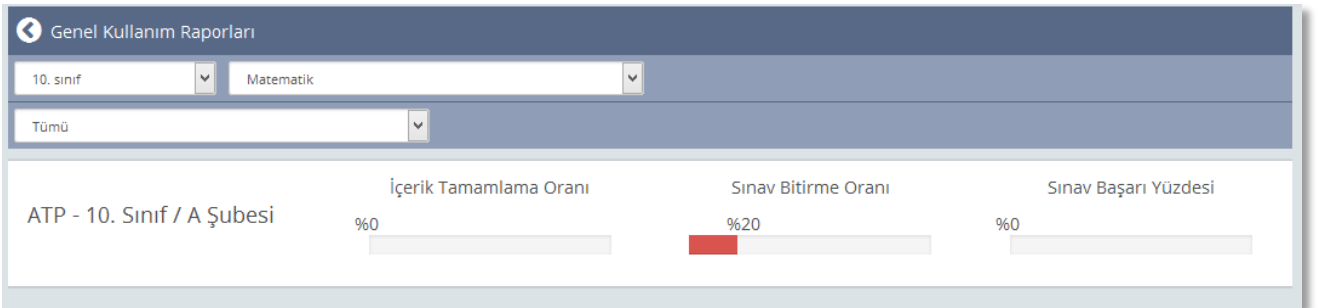 Genel Kullanım Raporları
10. sınıf
Matematik
Tümü
ATP - 10. Sınıf / A Şubesi
İçerik Tamamlama Oranı
%0
Sınav Bitirme Oranı
%20
Sınav Başarı Yüzdesi
%0